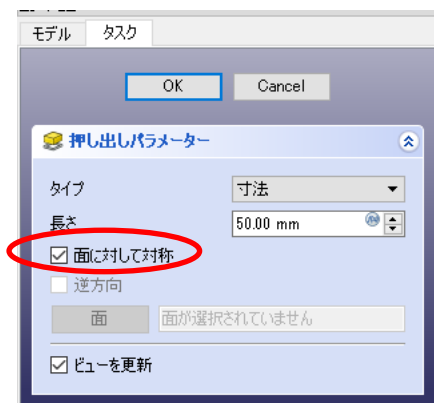 モデル タスク
OK Cancel
押し出しパラメーター
タイプ 寸法
長さ 50.00 mm
面に対して対称
逆方向
面 面が選択されていません
ビューを更新